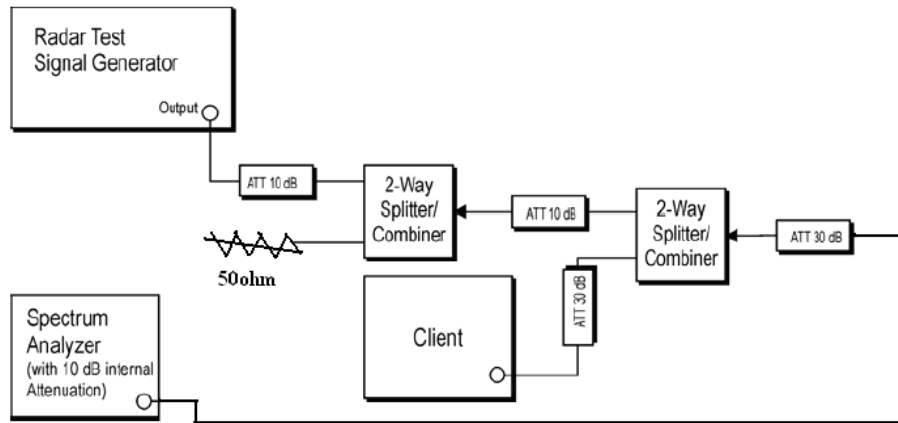 Radar Test
Signal Generator
Output
ATT 10 dB
2-Way
Splitter/
Combiner
ATT 10 dB
2-Way
Splitter/
Combiner
ATT 30 dB
50ohm
ATT 30 dB
Client
Spectrum
Analyzer
(with 10 dB internal
Attenuation)